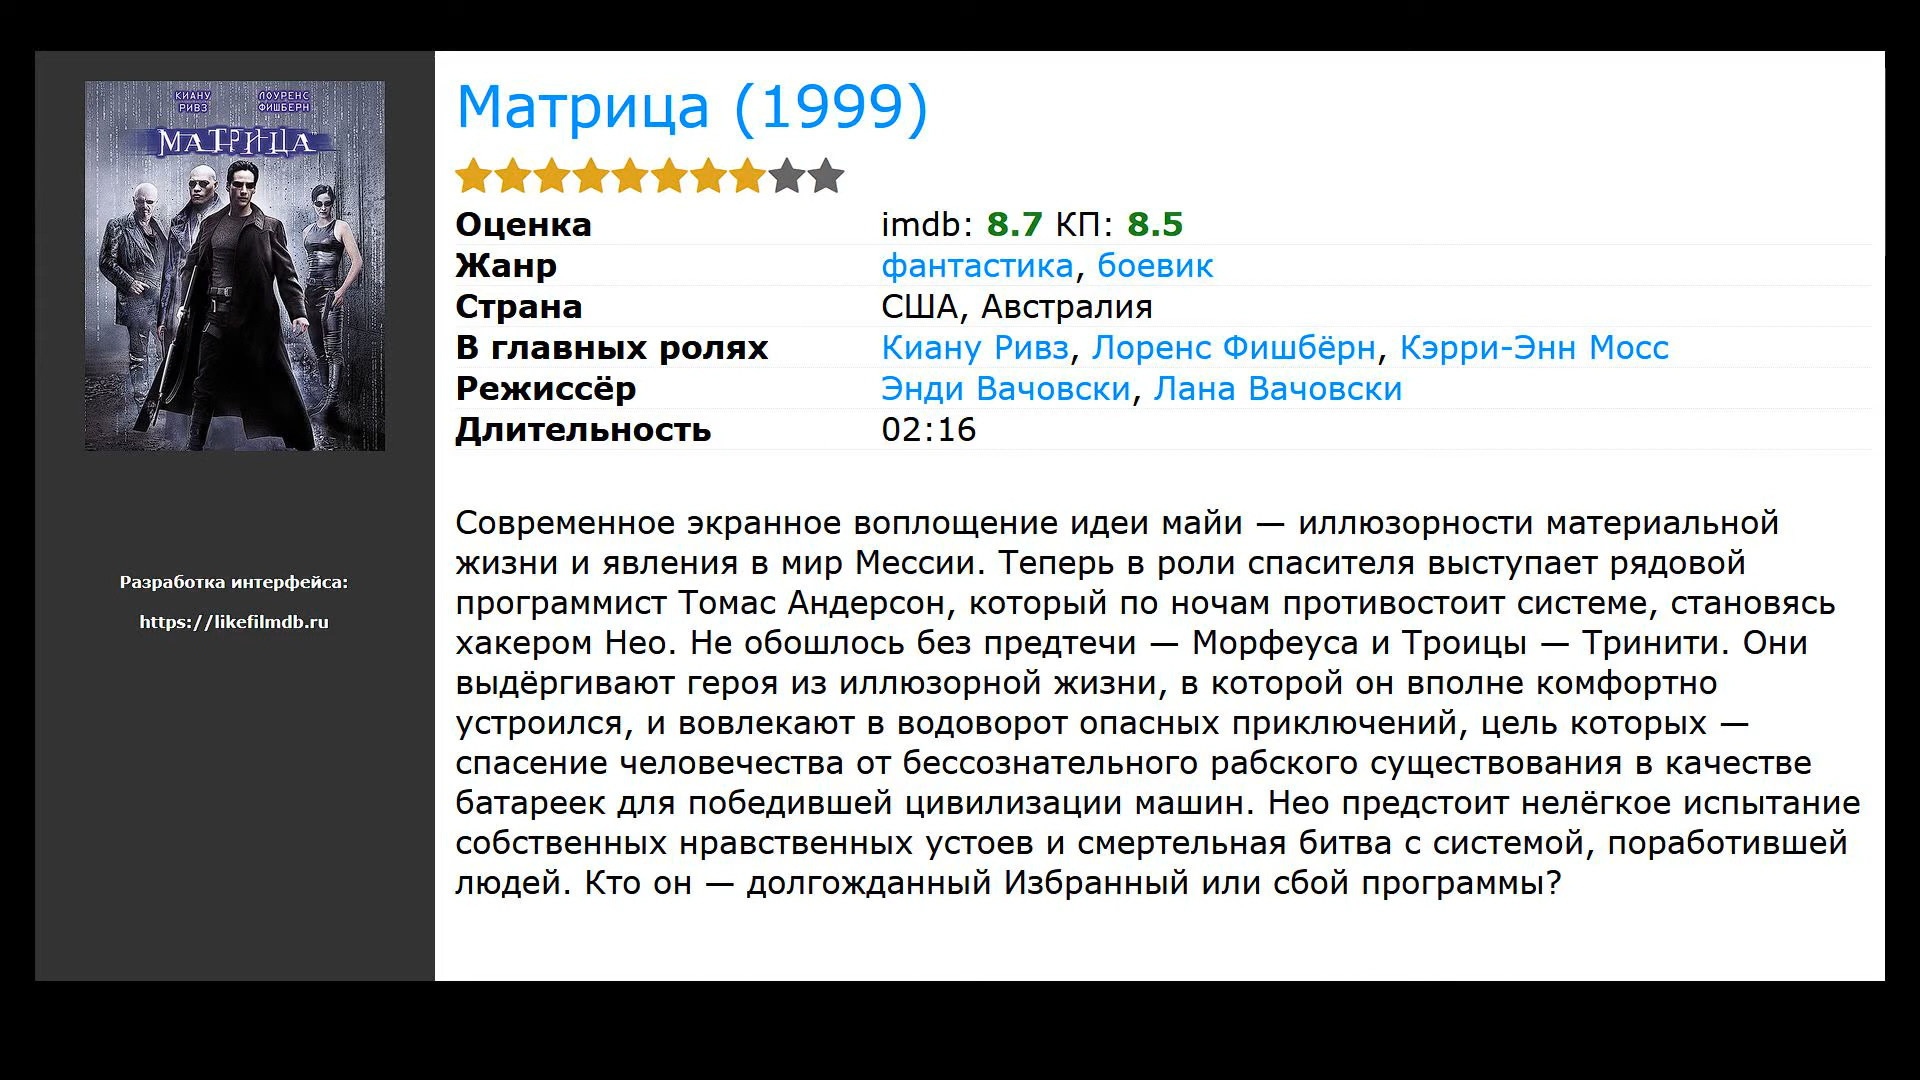 КИАНУ РИВЗ
ЛОУРЕНС ФИШБЕРН
МАТРИЦА
Разработка интерфейса:
https://likefilmdb.ru
Матрица (1999)
Оценка imdb: 8.7 КП: 8.5
Жанр фантастика, боевик
Страна США, Австралия
В главных ролях Киану Ривз, Лоренс Фишбёрн, Кэрри-Энн Мосс
Режиссёр Энди Вачовски, Лана Вачовски
Длительность 02:16
Современное экранное воплощение идеи майи — иллюзорности материальной
жизни и явления в мир Мессии. Теперь в роли спасителя выступает рядовой
программист Томас Андерсон, который по ночам противостоит системе, становясь
хакером Нео. Не обошлось без предтечи — Морфеуса и Троицы — Тринити. Они
выдёргивают героя из иллюзорной жизни, в которой он вполне комфортно
устроился, и вовлекают в водоворот опасных приключений, цель которых —
спасение человечества от бессознательного рабского существования в качестве
батареек для победившей цивилизации машин. Нео предстоит нелёгкое испытание
собственных нравственных устоев и смертельная битва с системой, поработившей
людей. Кто он — долгожданный Избранный или сбой программы?